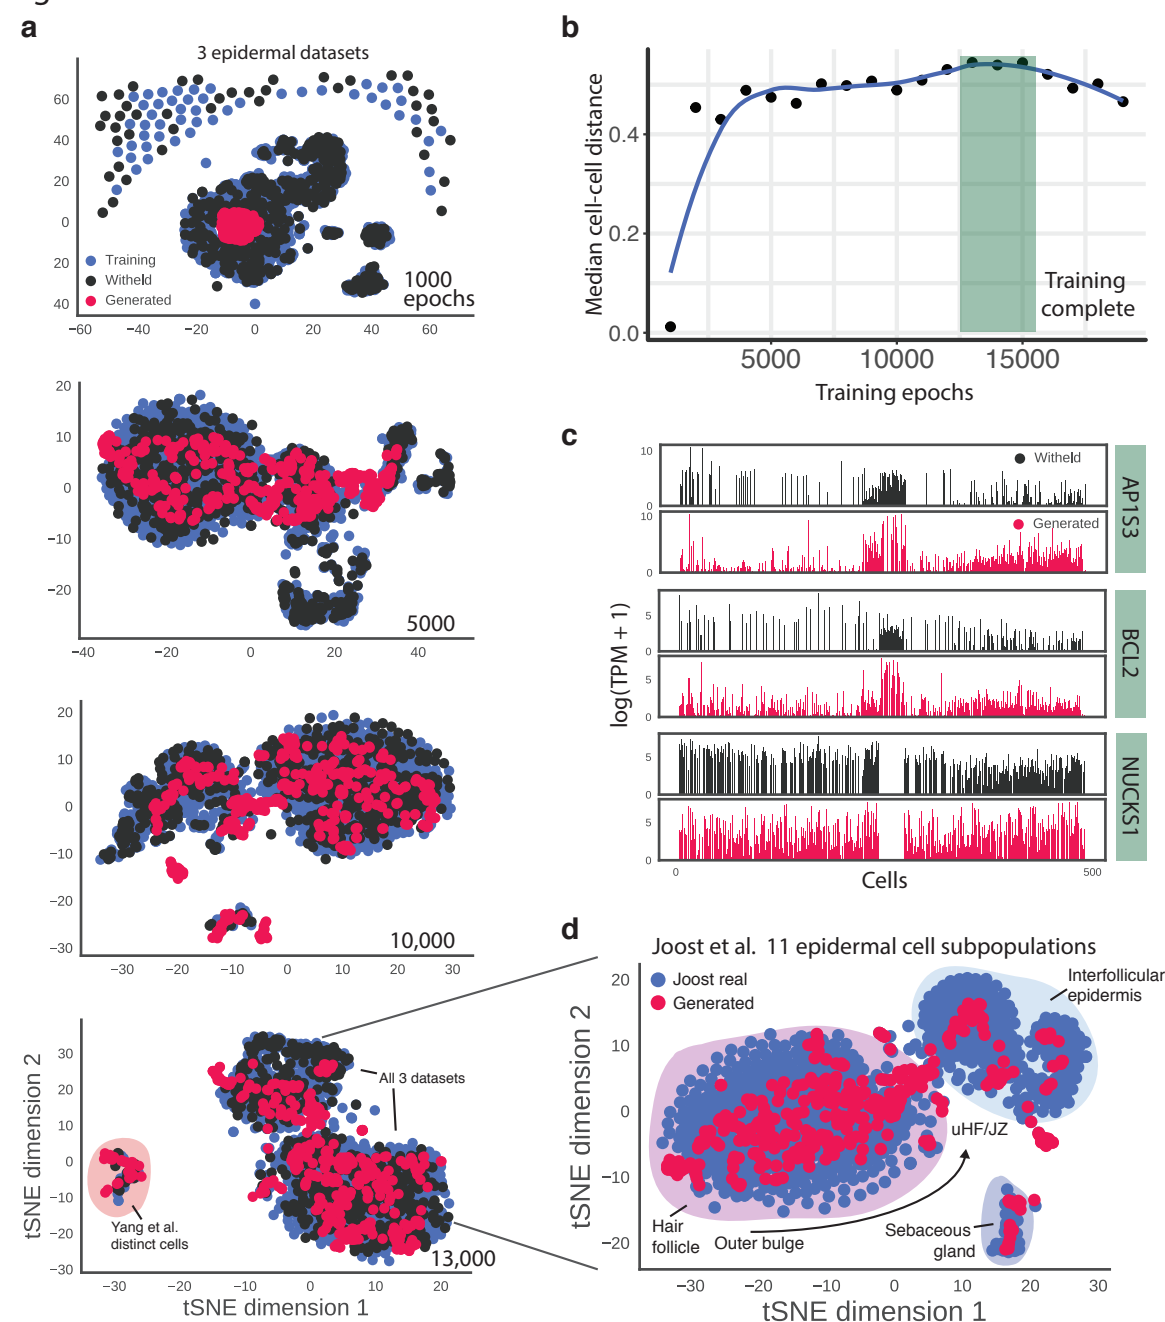 a
3 epidermal datasets
60
40
20
0
20
40
Training
Witheld
Generated
1000
epochs
−60
−40
−20
0
20
40
60
20
10
0
−10
−20
5000
−40
−20
0
20
40
20
10
0
−10
−20
−30
10,000
−30
−20
−10
0
10
20
30
tSNE dimension 2
30
20
10
0
−10
−20
−30
All 3 datasets
Yang et al.
distinct cells
13,000
−30
−20
−10
0
10
20
tSNE dimension 1
b
Median cell-cell distance
0.4
0.2
0.0
Training
complete
5000
10000
15000
Training epochs
c
log(TPM + 1)
10
0
Witheld
10
0
Generated
AP1S3
5
0
5
0
BCL2
5
0
5
0
NUCKS1
0
500
Cells
d
Joost et al. 11 epidermal cell subpopulations
tSNE dimension 2
20
10
0
−10
−20
Joost real
Generated
Interfollicular
epidermis
uHF/JZ
Hair
follicle
Outer bulge
Sebaceous
gland
−30
−20
−10
0
10
20
30
tSNE dimension 1